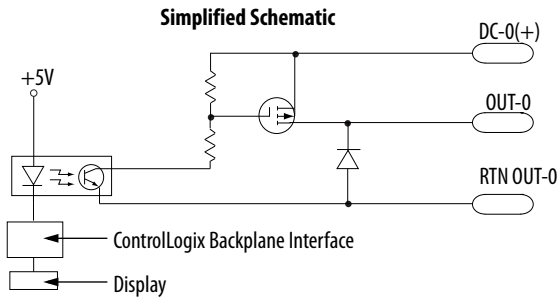 Simplified Schematic
DC-0(+)
+5V
OUT-0
RTN OUT-0
ControlLogix Backplane Interface
Display